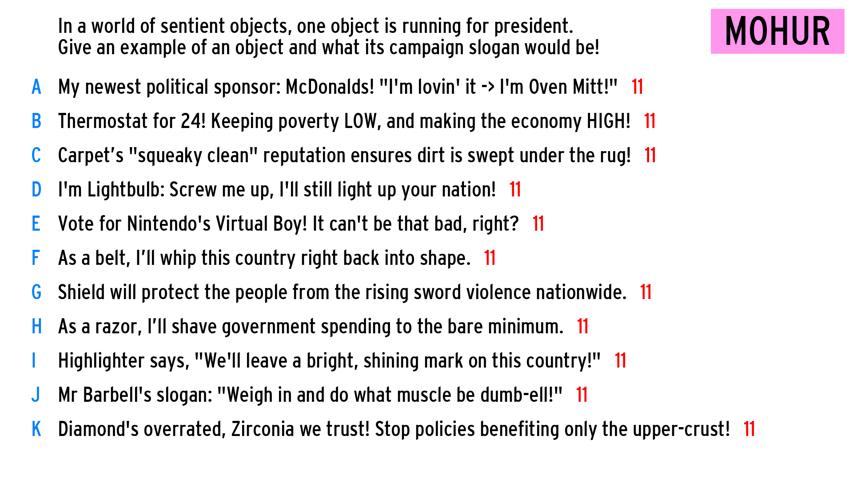 In a world of sentient objects, one object is running for president.
Give an example of an object and what its campaign slogan would be!
MOHUR
A My newest political sponsor: McDonalds! "I'm lovin' it -> I'm Oven Mitt!" 11
B Thermostat for 24! Keeping poverty LOW, and making the economy HIGH! 11
C Carpet’s "squeaky clean" reputation ensures dirt is swept under the rug! 11
D I'm Lightbulb: Screw me up, I'll still light up your nation! 11
E Vote for Nintendo's Virtual Boy! It can't be that bad, right? 11
F As a belt, I’ll whip this country right back into shape. 11
G Shield will protect the people from the rising sword violence nationwide. 11
H As a razor, I’ll shave government spending to the bare minimum. 11
I Highlighter says, "We'll leave a bright, shining mark on this country!" 11
J Mr Barbell's slogan: "Weigh in and do what muscle be dumb-ell!" 11
K Diamond's overrated, Zirconia we trust! Stop policies benefiting only the upper-crust! 11